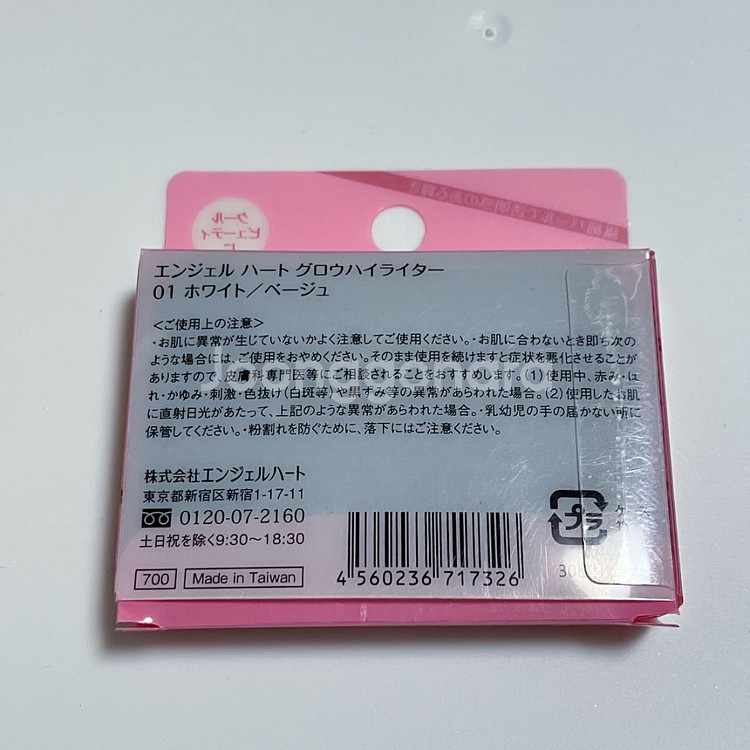 クール
ビューティ
エンジェル ハート グロウハイライター
01 ホワイト／ベージュ
＜ご使用上の注意＞
・お肌に異常が生じていないかよく注意してご使用ください。・お肌に合わないとき即ち次の
ような場合には、ご使用をおやめください。そのまま使用を続けますと症状を悪化させることが
ありますので、皮膚科専門医等にご相談されることをおすすめします。(1)使用中、赤み・は
れ・かゆみ・刺激・色抜け(白斑等)や黒ずみ等の異常があらわれた場合。(2)使用したお肌
に直射日光があたって、上記のような異常があらわれた場合。・乳幼児の手の届かない所に
保管してください。・粉割れを防ぐために、落下にはご注意ください。
株式会社エンジェルハート
東京都新宿区新宿1-17-11
0120-07-2160
土日祝を除く9:30～18:30
プラ
700 Made in Taiwan
4 560236 717326